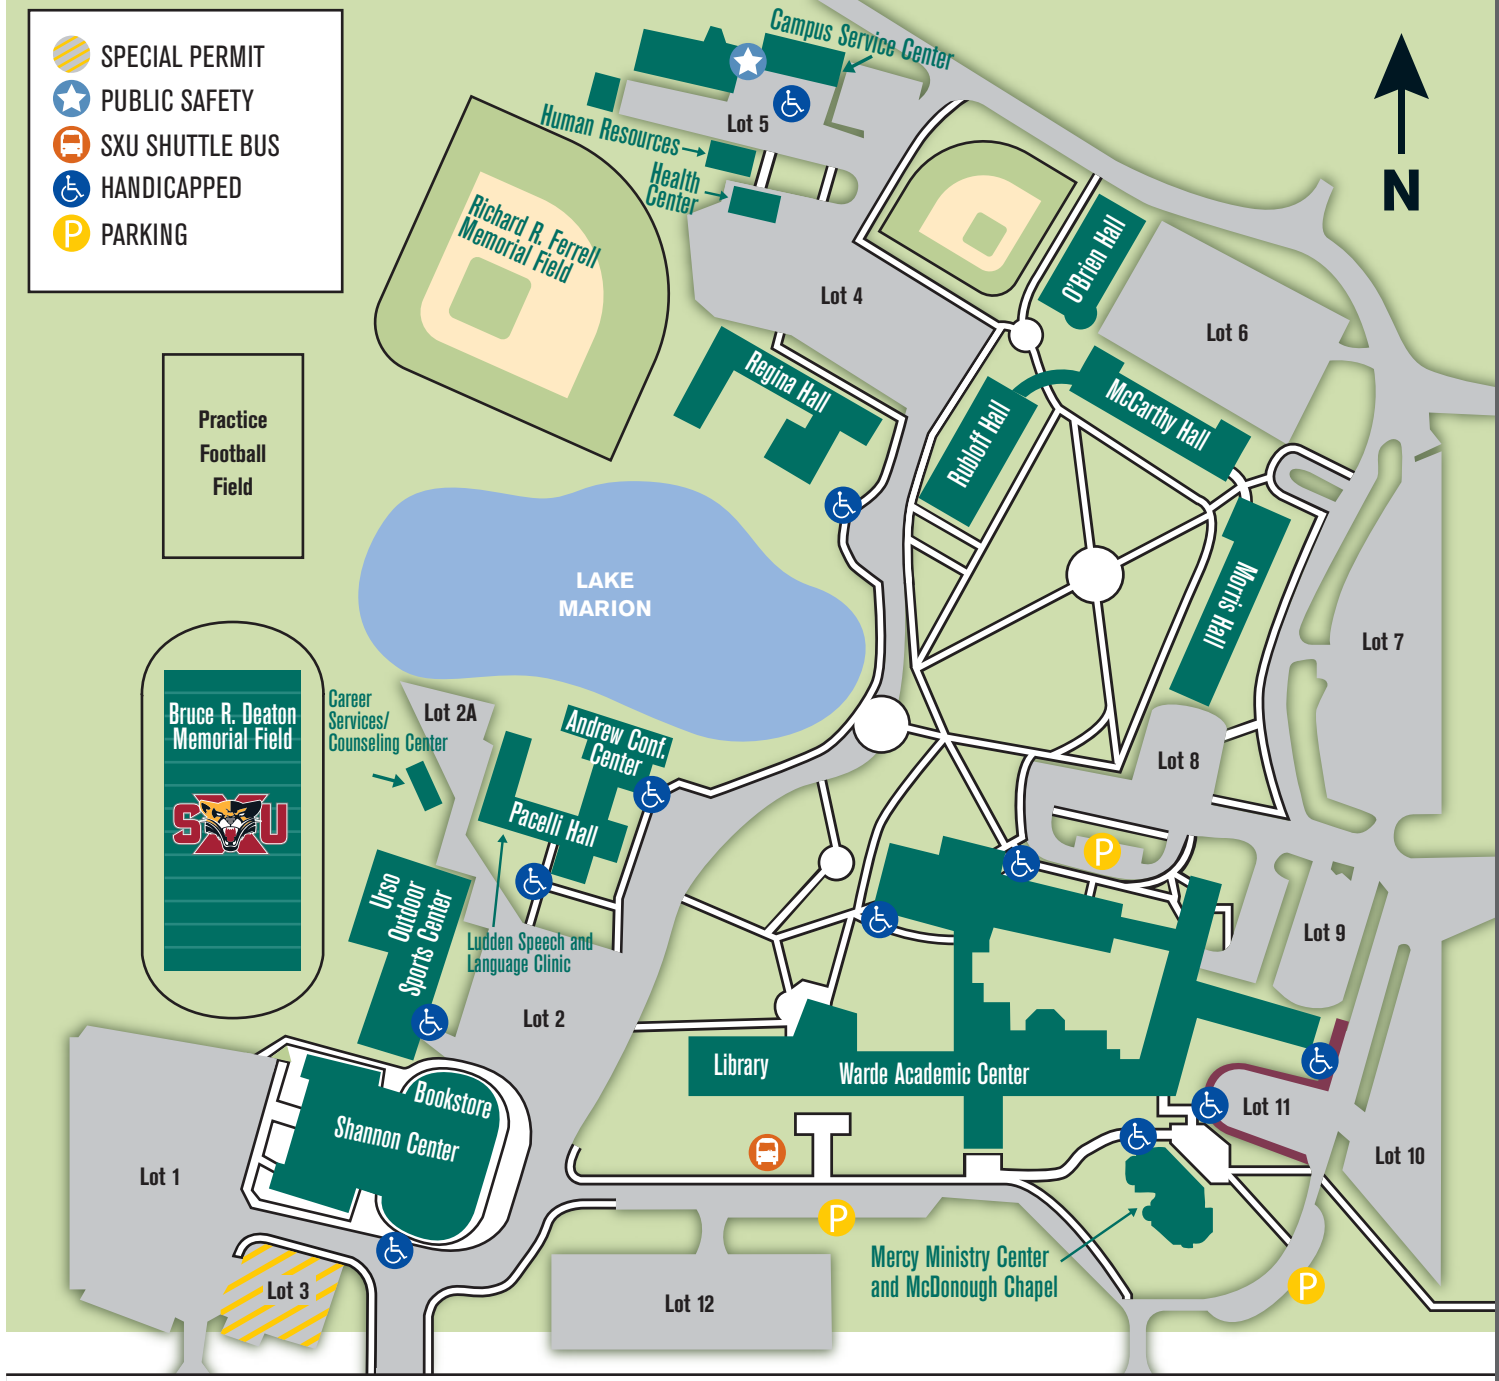 SPECIAL PERMIT
PUBLIC SAFETY
SXU SHUTTLE BUS
HANDICAPPED
P PARKING
Campus Service Center
N
Human Resources
Lot 5
Health
Center
Richard R. Ferrell
Memorial Field
O'Brien Hall
Lot 4
Lot 6
Regina Hall
McCarthy Hall
Rubloff Hall
Practice
Football
Field
LAKE
MARION
Morris Hall
Lot 7
Career
Services/
Counseling Center
Lot 2A
Bruce R. Deaton
Memorial Field
SXU
Andrew Conf.
Center
Lot 8
Pacelli Hall
P
Urso
Outdoor
Sports Center
Ludden Speech and
Language Clinic
Lot 9
Lot 2
Library
Warde Academic Center
Bookstore
Shannon Center
Lot 11
Lot 10
Lot 1
P
Mercy Ministry Center
and McDonough Chapel
Lot 3
Lot 12
P